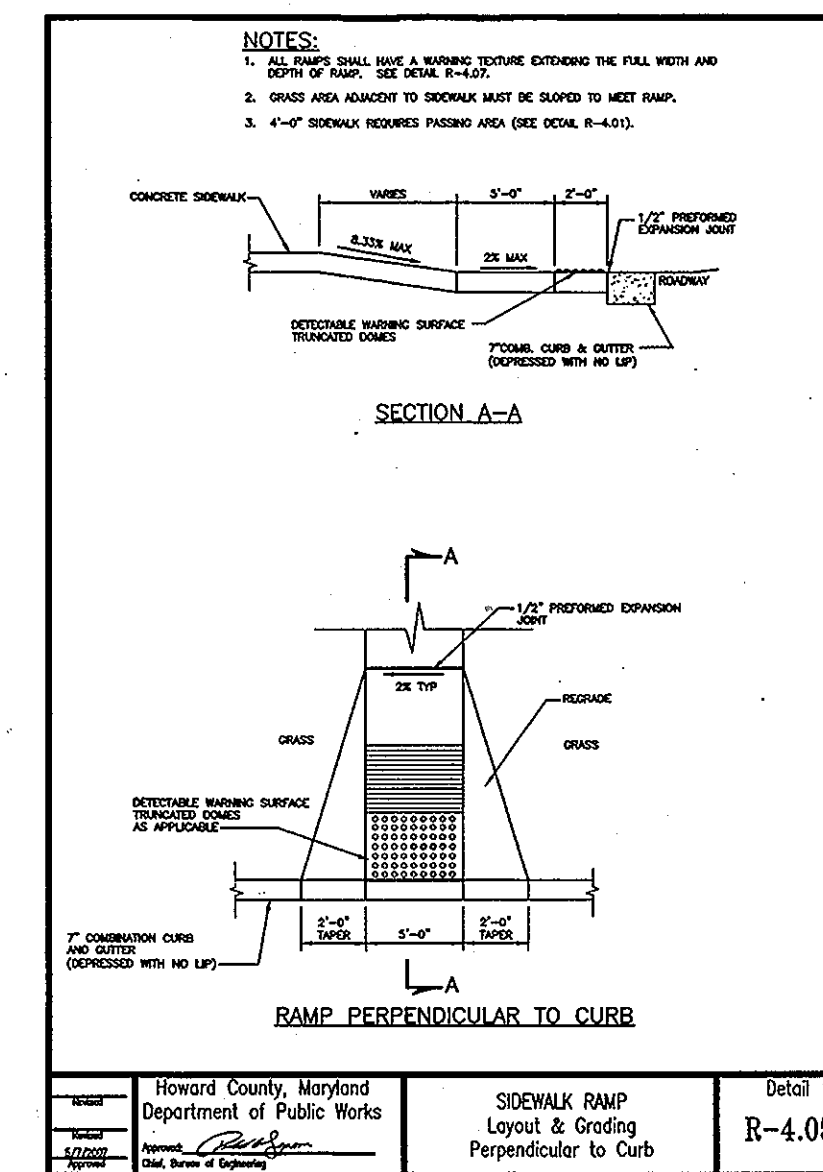 NOTES:
1. ALL RAMPS SHALL HAVE A WARNING TEXTURE EXTENDING THE FULL WIDTH AND
DEPTH OF RAMP. SEE DETAIL R-4.07.
2. GRASS AREA ADJACENT TO SIDEWALK MUST BE SLOPED TO MEET RAMP.
3. 4'-0" SIDEWALK REQUIRES PASSING AREA (SEE DETAIL R-4.01).
CONCRETE SIDEWALK
VARIES
5'-0"
2'-0"
1/2" PREFORMED
EXPANSION JOINT
8.33% MAX
2% MAX
ROADWAY
DETECTABLE WARNING SURFACE
TRUNCATED DOMES
7"COMB. CURB & GUTTER
(DEPRESSED WITH NO LIP)
SECTION A-A
A
1/2" PREFORMED EXPANSION
JOINT
2% TYP
REGRADE
GRASS
GRASS
DETECTABLE WARNING SURFACE
TRUNCATED DOMES
AS APPLICABLE
2'-0"
TAPER
5'-0"
2'-0"
TAPER
7" COMBINATION CURB
AND GUTTER
(DEPRESSED WITH NO LIP)
A
RAMP PERPENDICULAR TO CURB
Revised
Revised
5/7/2007
Approved
Howard County, Maryland
Department of Public Works
Approved:
Chief, Bureau of Engineering
SIDEWALK RAMP
Layout & Grading
Perpendicular to Curb
Detail
R-4.05